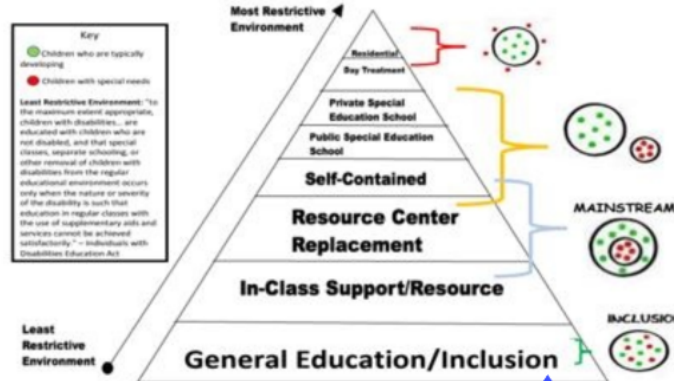 Most Restrictive
Environment
Key
Children who are typically
developing
Children with special needs
Least Restrictive Environment: "to
the maximum extent appropriate,
children with disabilities... are
educated with children who are
not disabled, and that special
classes, separate schooling, or
other removal of children with
disabilities from the regular
educational environment occurs
only when the nature or severity
of the disability is such that
education in regular classes with
the use of supplementary aids and
services cannot be achieved
satisfactorily." – Individuals with
Disabilities Education Act
Least
Restrictive
Environment
Residential
Day Treatment
Private Special
Education School
Public Special Education
School
Self-Contained
Resource Center
Replacement
In-Class Support/Resource
General Education/Inclusion
MAINSTREAM
INCLUSION